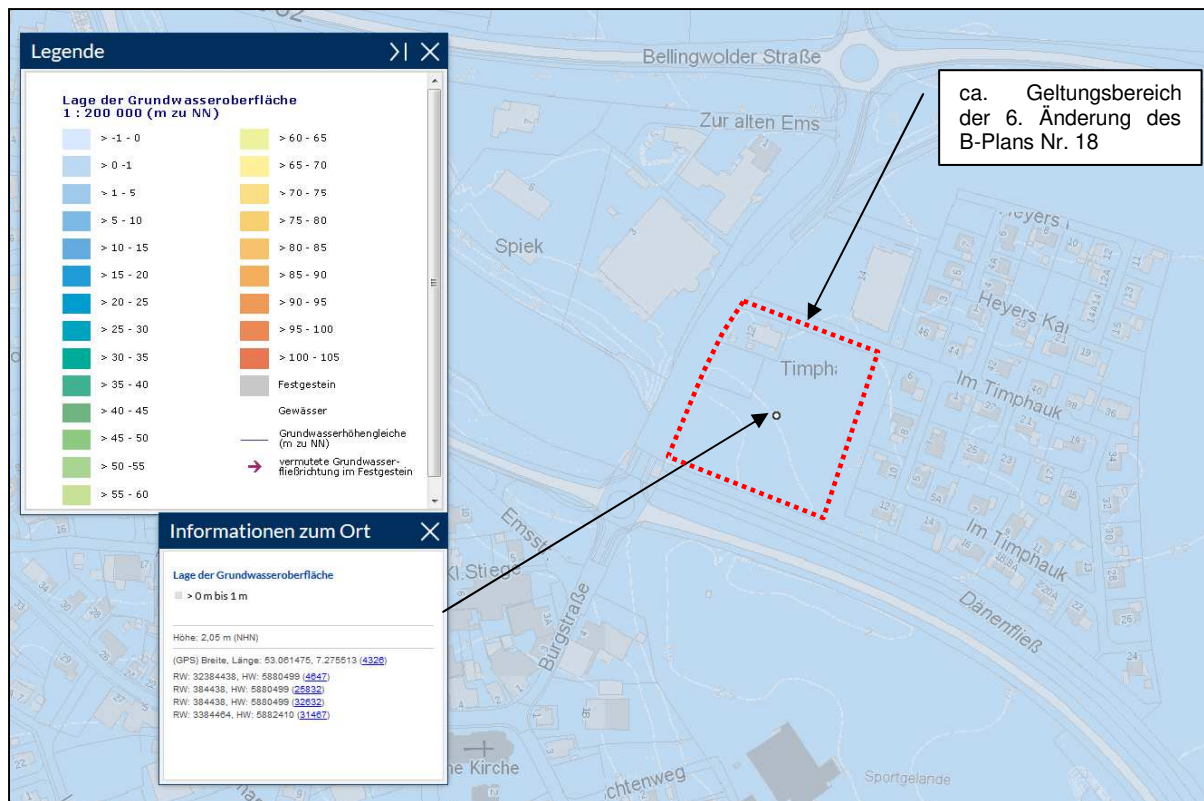 Legende
Lage der Grundwasseroberfläche
1 : 200 000 (m zu NN)
> -1 - 0
> 0 -1
> 1 - 5
> 5 - 10
> 10 - 15
> 15 - 20
> 20 - 25
> 25 - 30
> 30 - 35
> 35 - 40
> 40 - 45
> 45 - 50
> 50 -55
> 55 - 60
> 60 - 65
> 65 - 70
> 70 - 75
> 75 - 80
> 80 - 85
> 85 - 90
> 90 - 95
> 95 - 100
> 100 - 105
Festgestein
Gewässer
Grundwasserhöhengleiche
(m zu NN)
vermutete Grundwasser-
fließrichtung im Festgestein
Informationen zum Ort
Lage der Grundwasseroberfläche
> 0 m bis 1 m
Höhe: 2,05 m (NHN)
(GPS) Breite, Länge: 53.061475, 7.275513 (4326)
RW: 32384438, HW: 5880499 (4647)
RW: 384438, HW: 5880499 (25832)
RW: 384438, HW: 5880499 (32632)
RW: 3384464, HW: 5882410 (31467)
ca. Geltungsbereich
der 6. Änderung des
B-Plans Nr. 18
Bellingwolder Straße
Zur alten Ems
Spiek
Timpha
Heyers Ka
Im Timphauk
Im Timphauk
Dänenfließ
Emsst
Kl.Stiege
Burgstraße
ne Kirche
chtenweg
Sportgelände